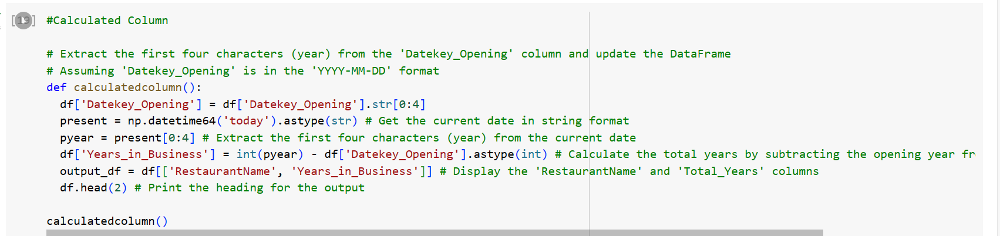 [19] #Calculated Column
# Extract the first four characters (year) from the 'Datekey_Opening' column and update the DataFrame
# Assuming 'Datekey_Opening' is in the 'YYYY-MM-DD' format
def calculatedcolumn():
  df['Datekey_Opening'] = df['Datekey_Opening'].str[0:4]
  present = np.datetime64('today').astype(str) # Get the current date in string format
  pyear = present[0:4] # Extract the first four characters (year) from the current date
  df['Years_in_Business'] = int(pyear) - df['Datekey_Opening'].astype(int) # Calculate the total years by subtracting the opening year fr
  output_df = df[['RestaurantName', 'Years_in_Business']] # Display the 'RestaurantName' and 'Total_Years' columns
  df.head(2) # Print the heading for the output
calculatedcolumn()